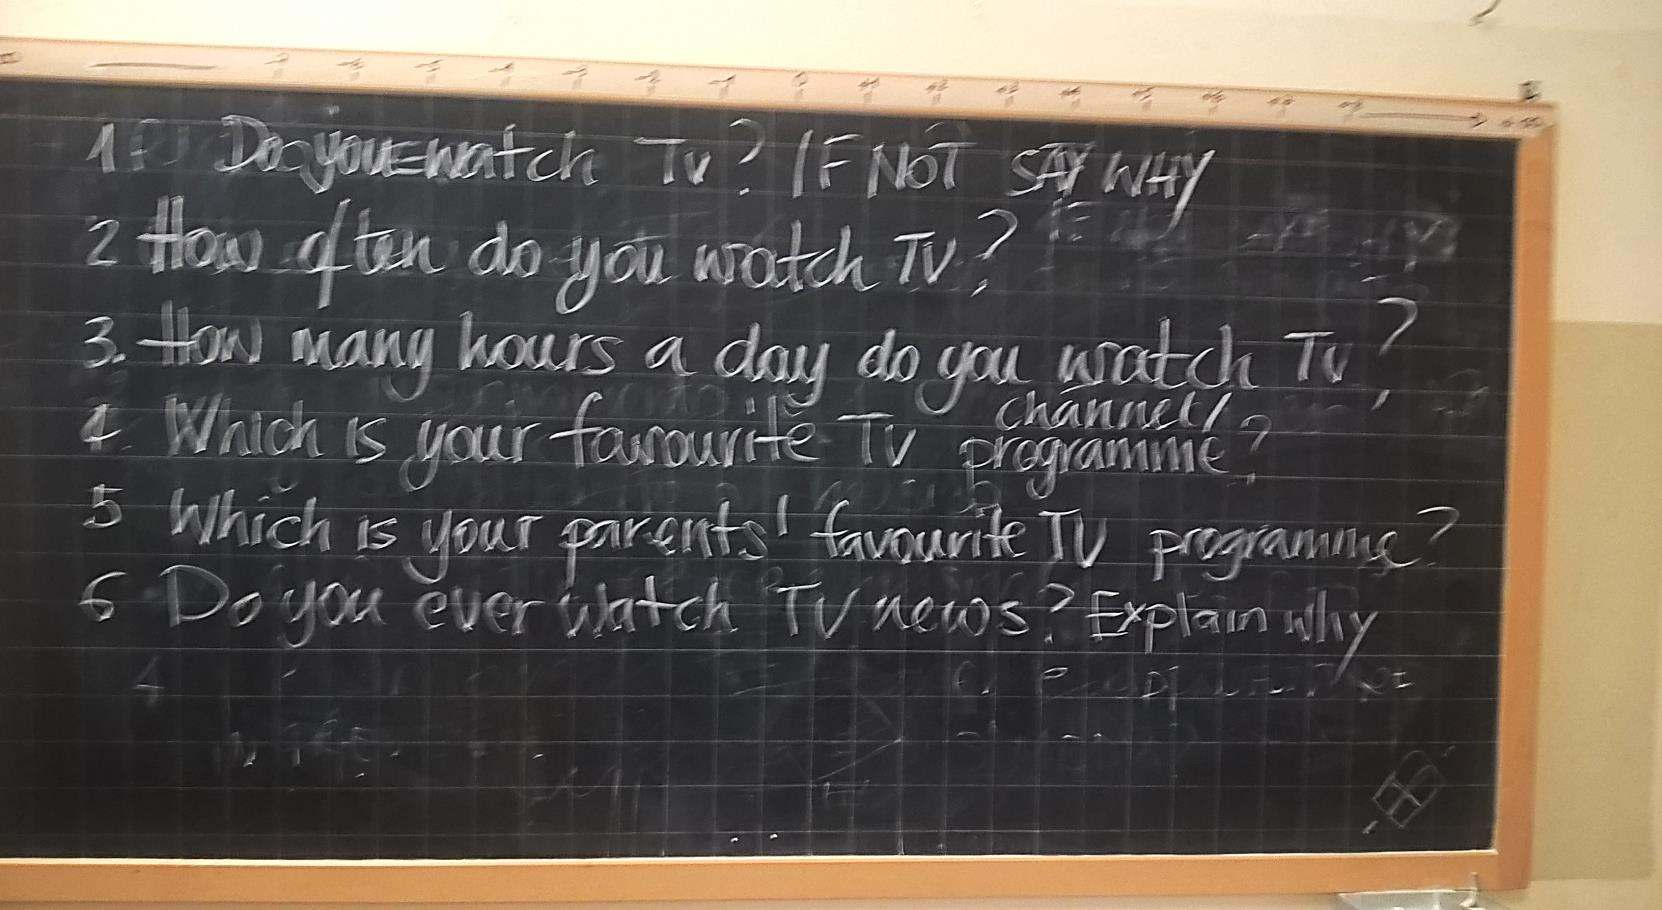 1 Do you watch TV? IF NOT SAY WHY
2 How often do you watch TV?
3. How many hours a day do you watch TV?
4. Which is your favourite TV channel/
programme?
5 Which is your parents' favourite TV programme?
6 Do you ever watch TV news? Explain why